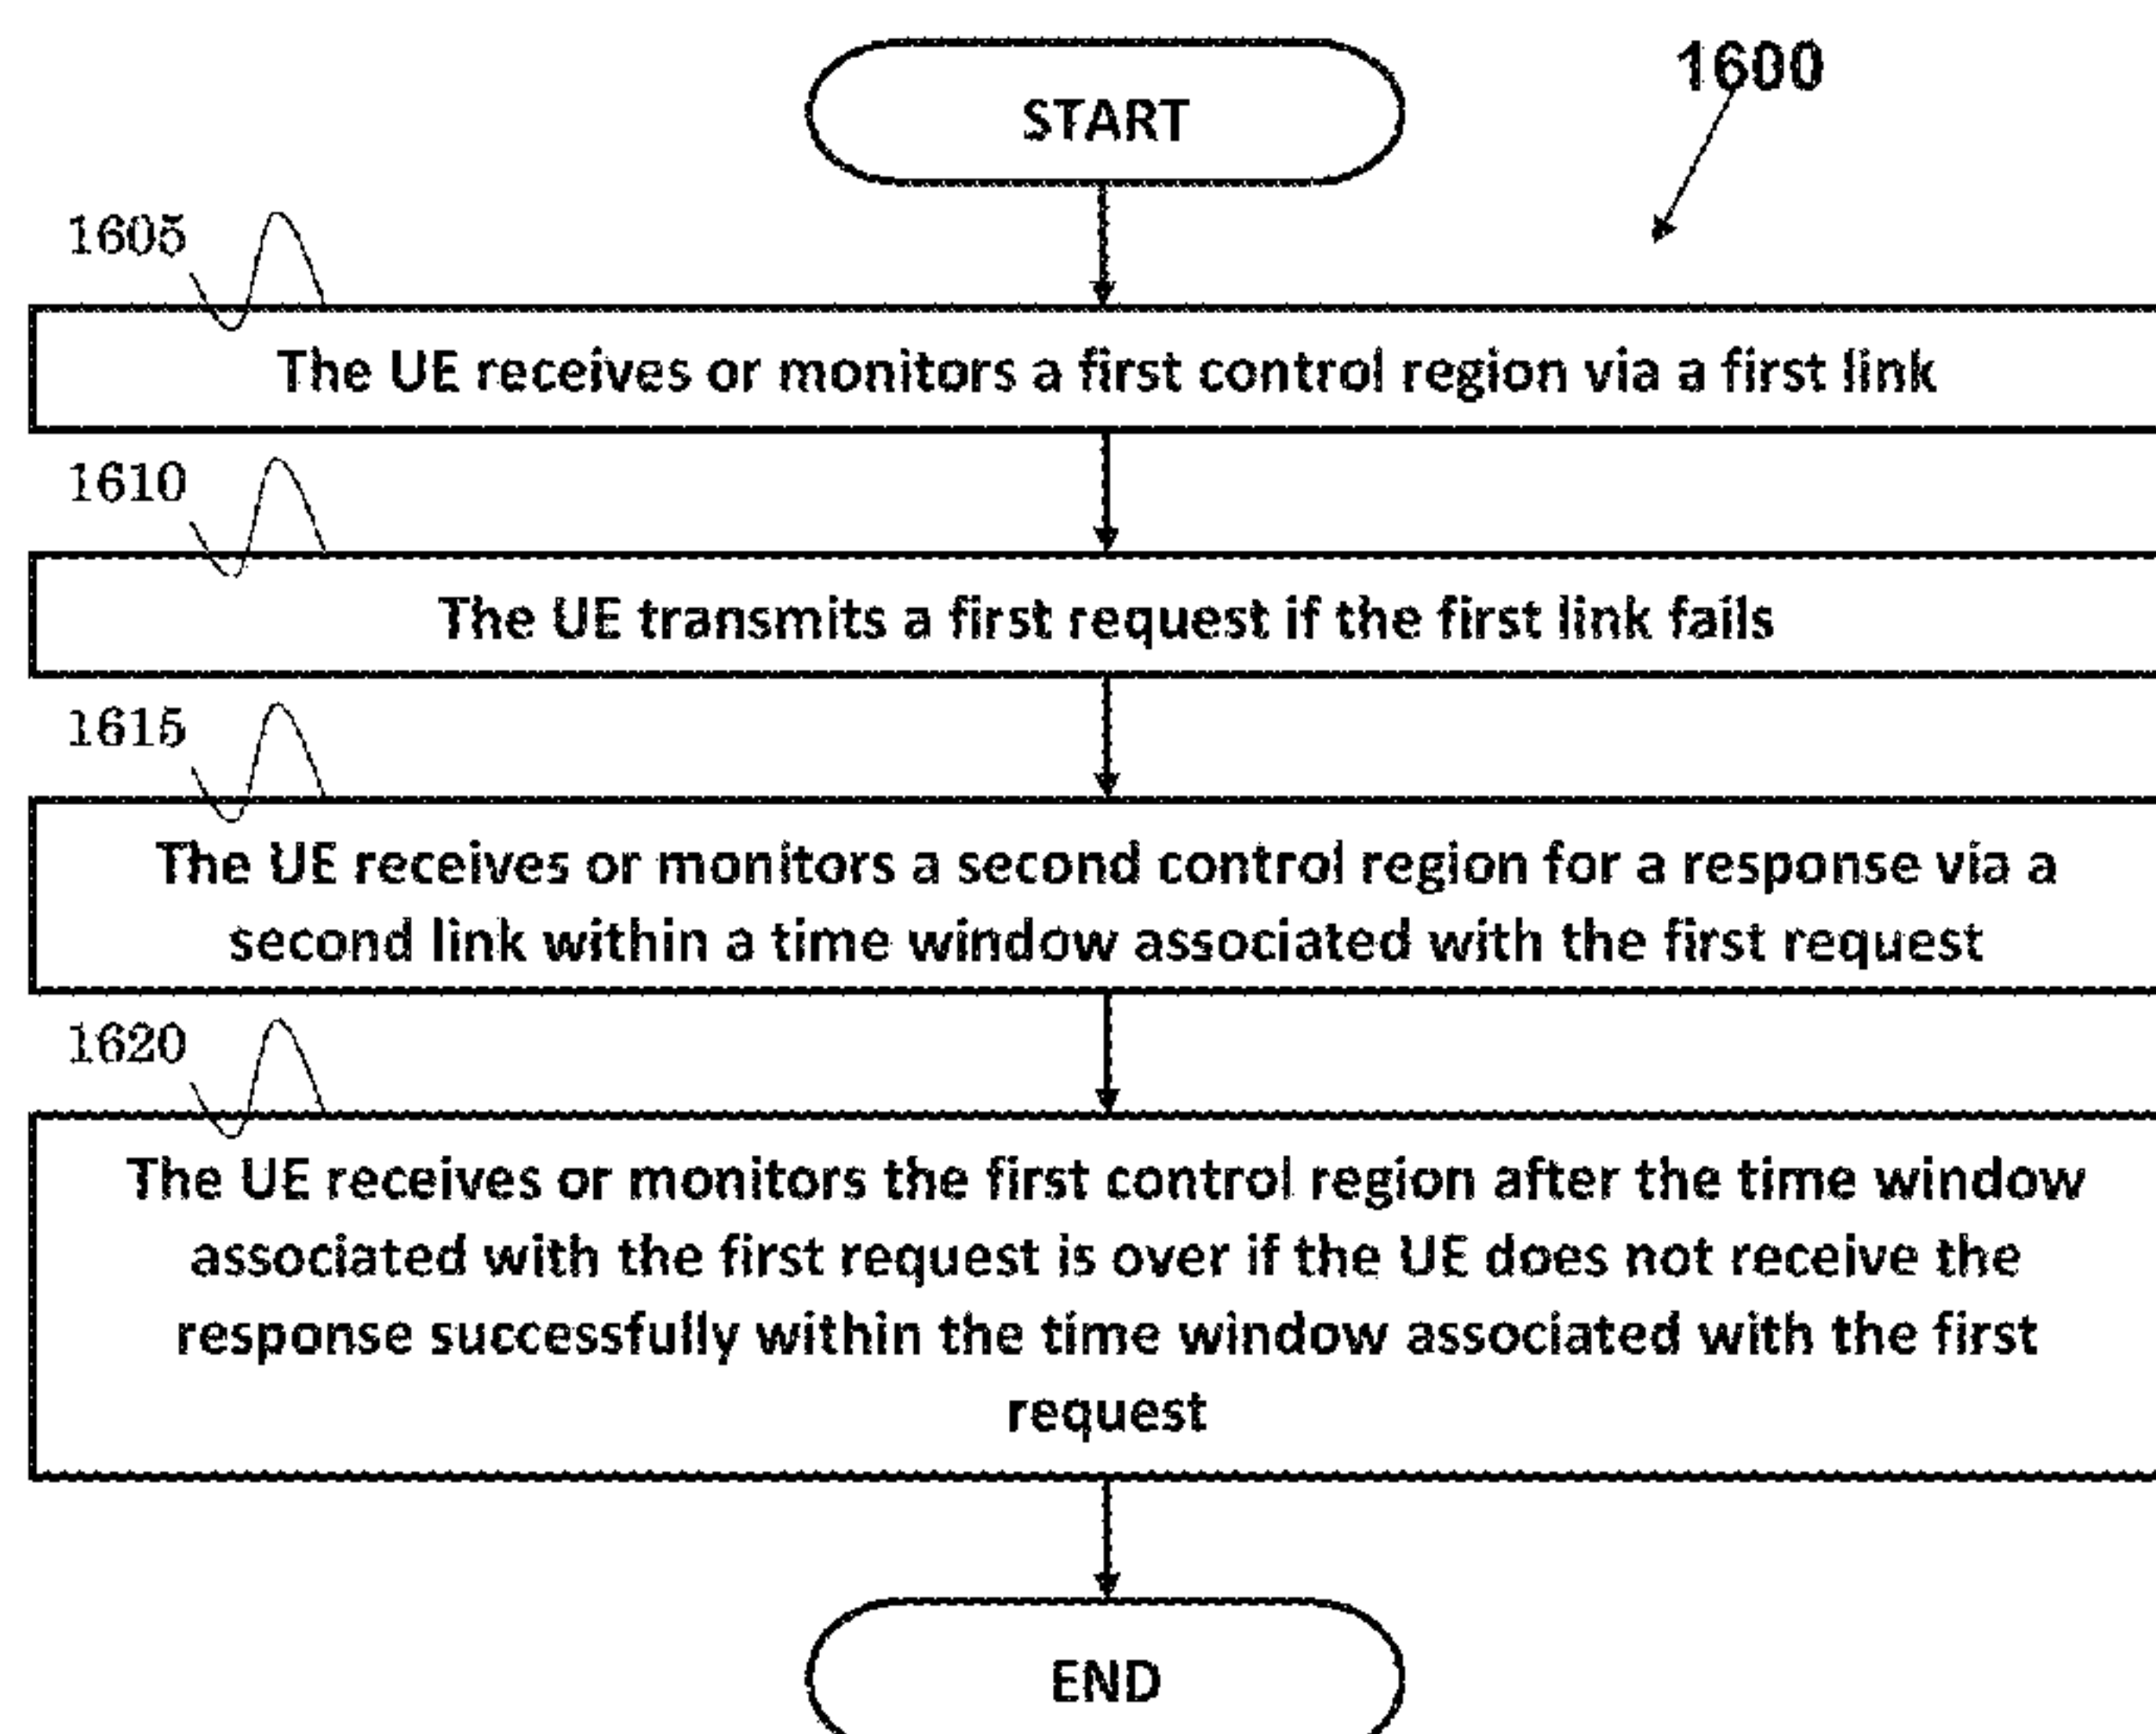 1600
START
1605
The UE receives or monitors a first control region via a first link
1610
The UE transmits a first request if the first link fails
1615
The UE receives or monitors a second control region for a response via a
second link within a time window associated with the first request
1620
The UE receives or monitors the first control region after the time window
associated with the first request is over if the UE does not receive the
response successfully within the time window associated with the first
request
END